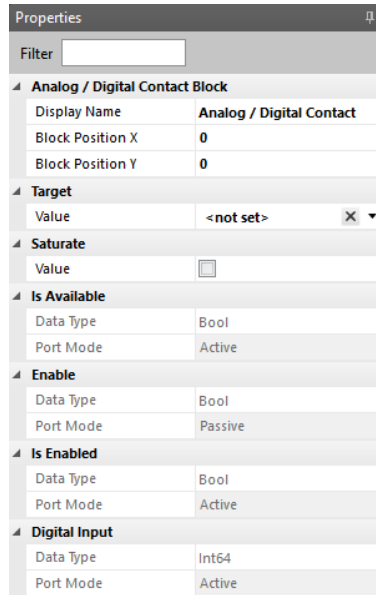 Properties
Filter
Analog / Digital Contact Block
Display Name Analog / Digital Contact
Block Position X 0
Block Position Y 0
Target
Value <not set>
Saturate
Value
Is Available
Data Type Bool
Port Mode Active
Enable
Data Type Bool
Port Mode Passive
Is Enabled
Data Type Bool
Port Mode Active
Digital Input
Data Type Int64
Port Mode Active